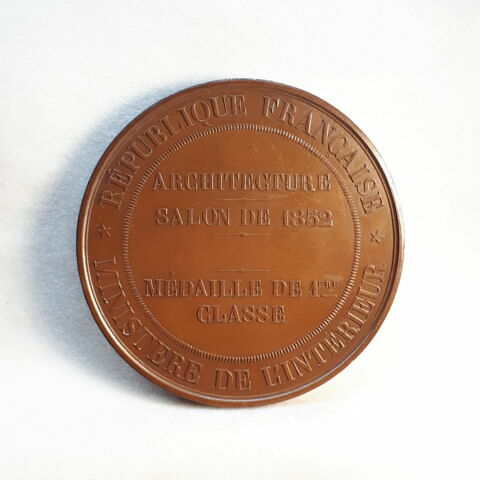 RÉPUBLIQUE FRANÇAISE
ARCHITECTURE
SALON DE 1852
MÉDAILLE DE 1ÈRE
CLASSE
MINISTÈRE DE L'INTÉRIEUR